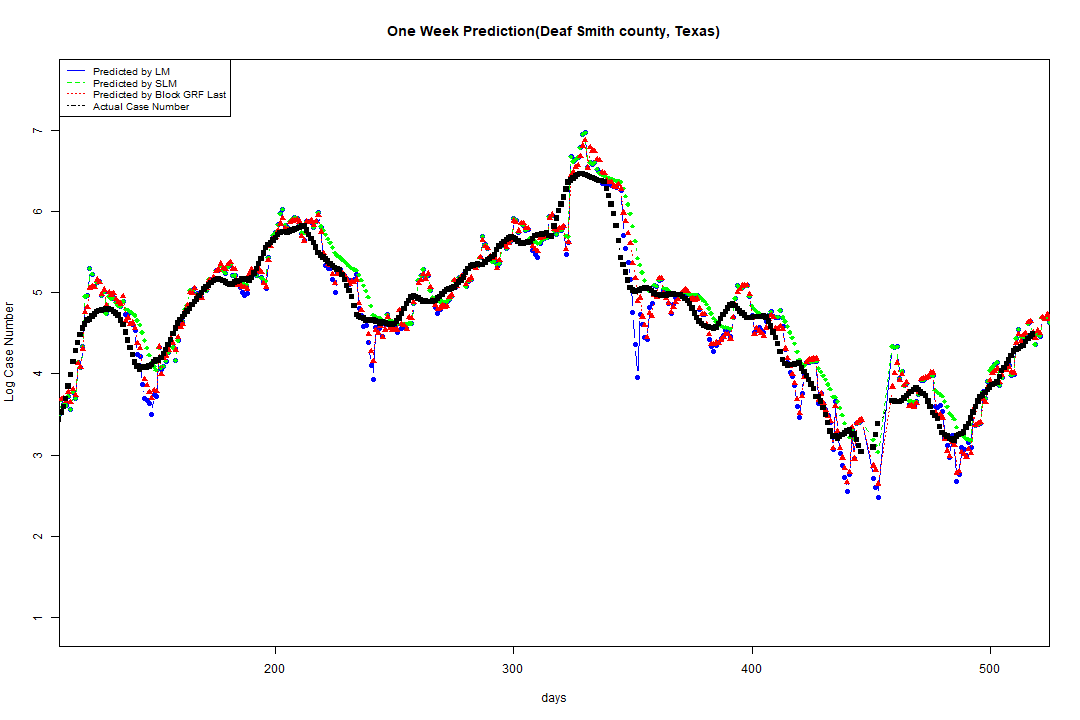 One Week Prediction(Deaf Smith county, Texas)
Predicted by LM
Predicted by SLM
Predicted by Block GRF Last
Actual Case Number
Log Case Number
7
6
5
4
3
2
1
200 300 400 500
days